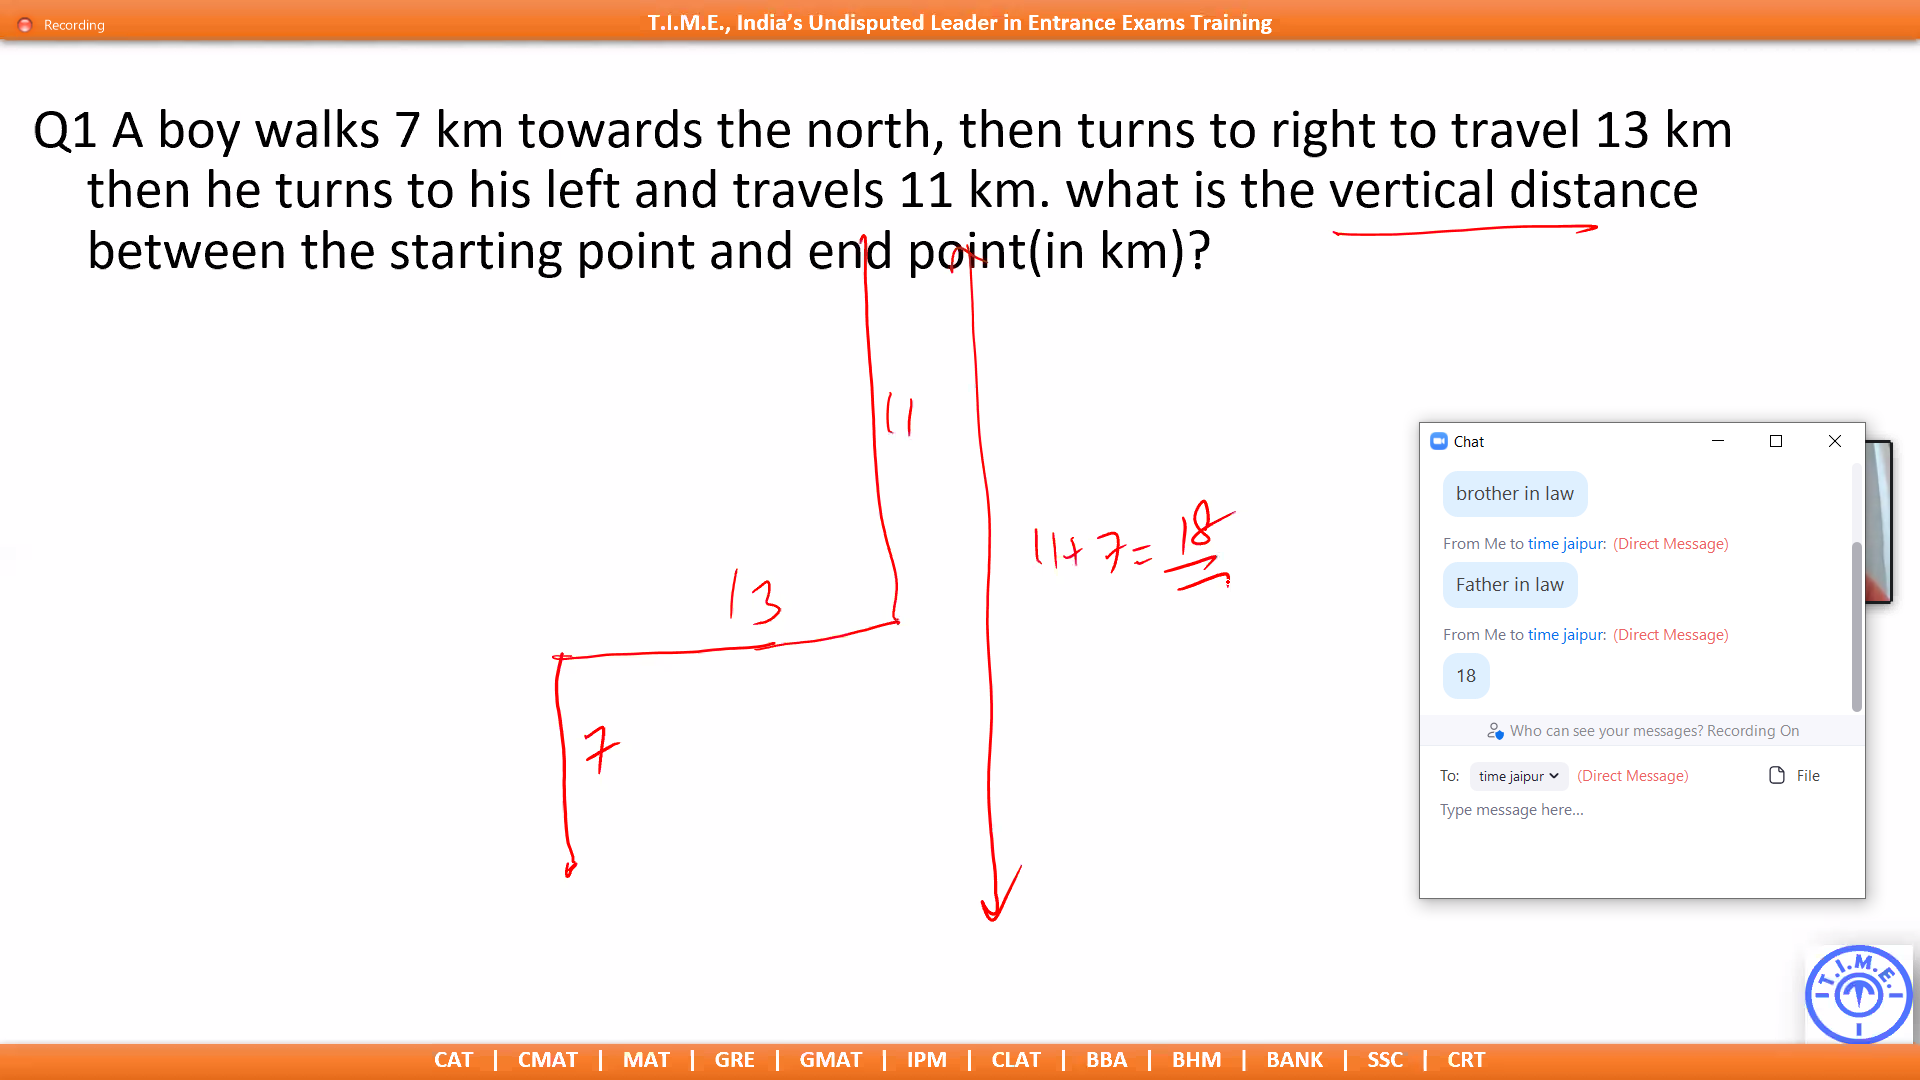 Recording
T.I.M.E., India’s Undisputed Leader in Entrance Exams Training
Q1 A boy walks 7 km towards the north, then turns to right to travel 13 km
then he turns to his left and travels 11 km. what is the vertical distance
between the starting point and end point(in km)?
11
11+7=18
13
7
Chat
brother in law
From Me to time jaipur: (Direct Message)
Father in law
From Me to time jaipur: (Direct Message)
18
Who can see your messages? Recording On
To: time jaipur (Direct Message) File
Type message here...
T.I.M.E.
CAT | CMAT | MAT | GRE | GMAT | IPM | CLAT | BBA | BHM | BANK | SSC | CRT